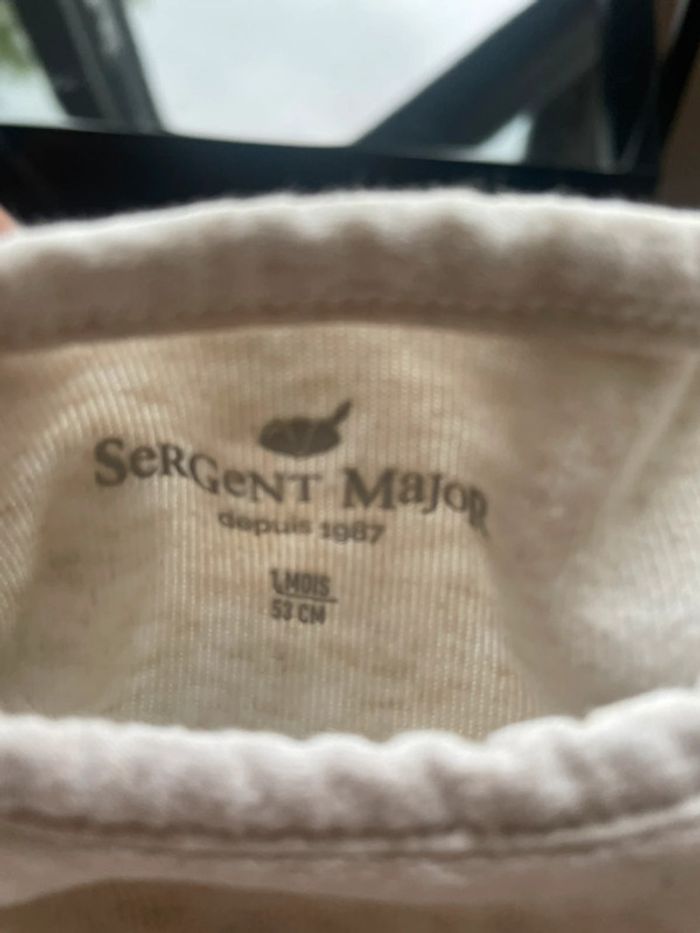 SeRGeNT MaJoR
depuis 1987
1 MOIS
53 CM